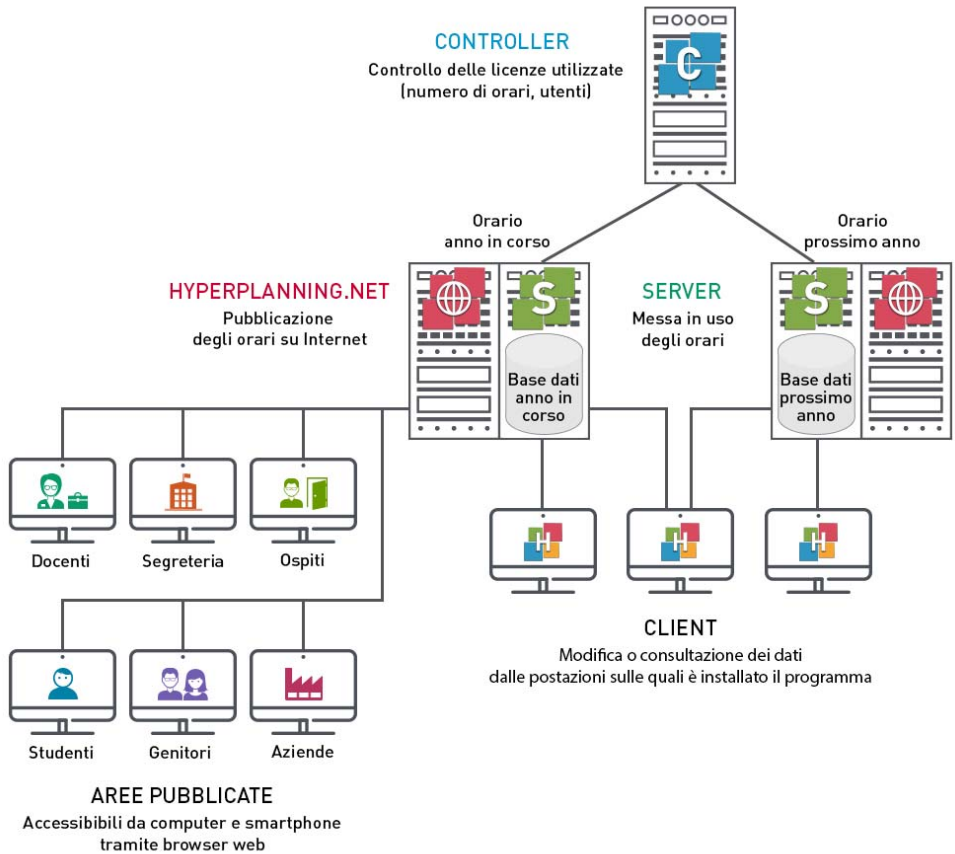 CONTROLLER
Controllo delle licenze utilizzate
(numero di orari, utenti)
C
Orario
anno in corso
Orario
prossimo anno
HYPERPLANNING.NET
Pubblicazione
degli orari su Internet
S
SERVER
Messa in uso
degli orari
S
Base dati
anno in
corso
Base dati
prossimo
anno
Docenti
Segreteria
Ospiti
H
H
H
CLIENT
Modifica o consultazione dei dati
dalle postazioni sulle quali è installato il programma
Studenti
Genitori
Aziende
AREE PUBBLICATE
Accessibibili da computer e smartphone
tramite browser web